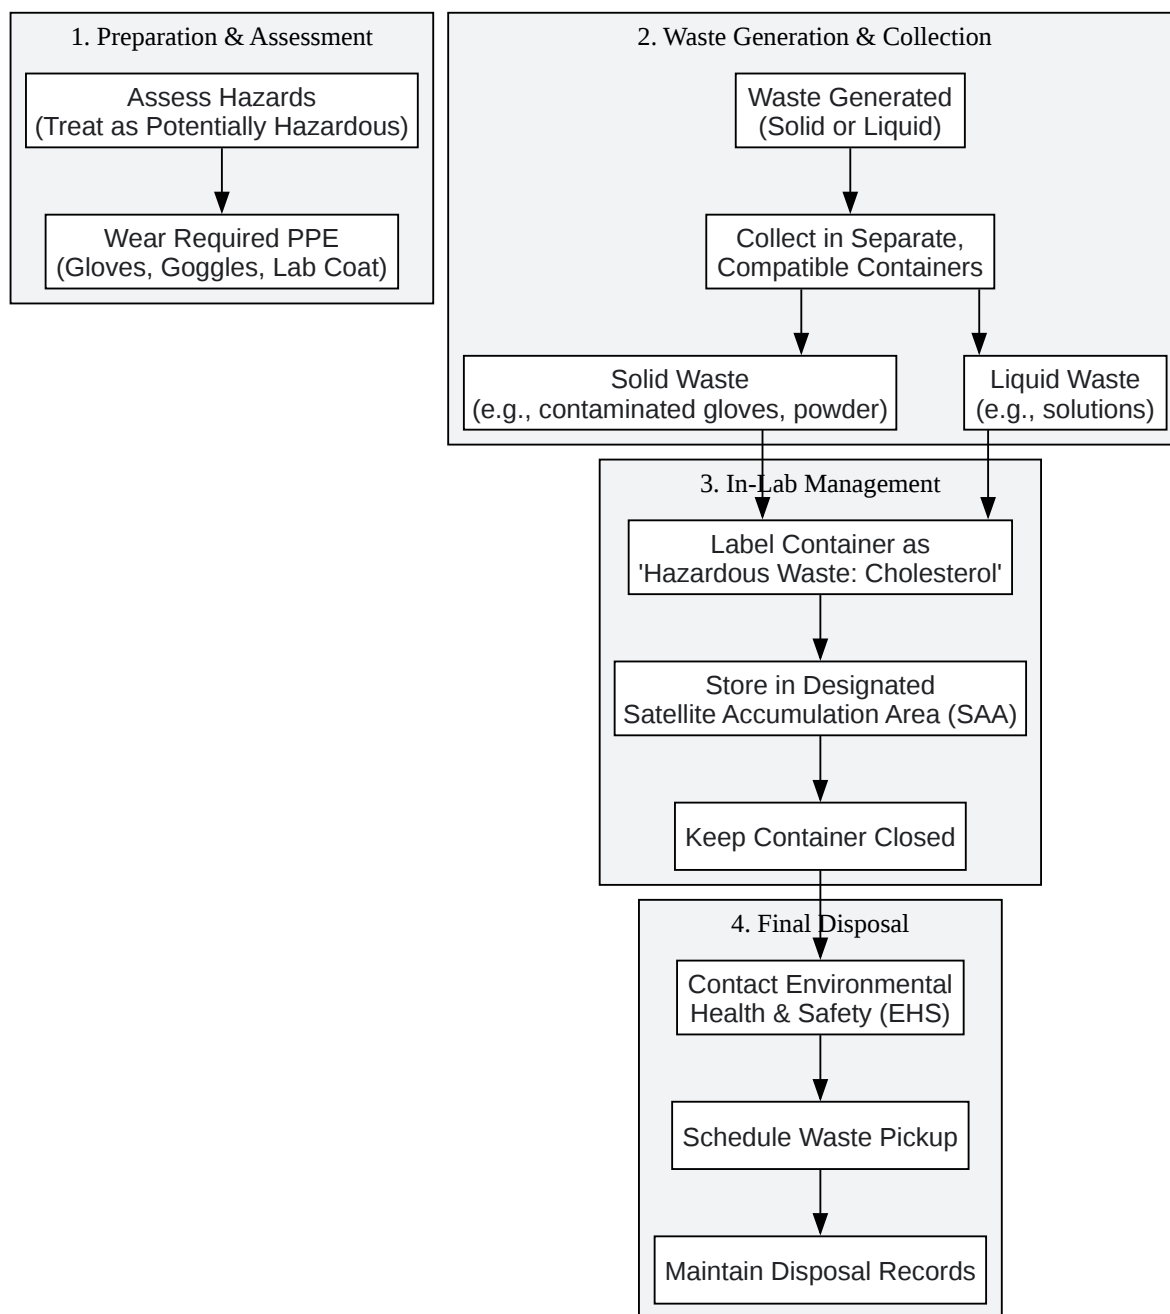 1. Preparation & Assessment
Assess Hazards
(Treat as Potentially Hazardous)
Wear Required PPE
(Gloves, Goggles, Lab Coat)
2. Waste Generation & Collection
Waste Generated
(Solid or Liquid)
Collect in Separate,
Compatible Containers
Solid Waste
(e.g., contaminated gloves, powder)
Liquid Waste
(e.g., solutions)
3. In-Lab Management
Label Container as
'Hazardous Waste: Cholesterol'
Store in Designated
Satellite Accumulation Area (SAA)
Keep Container Closed
4. Final Disposal
Contact Environmental
Health & Safety (EHS)
Schedule Waste Pickup
Maintain Disposal Records